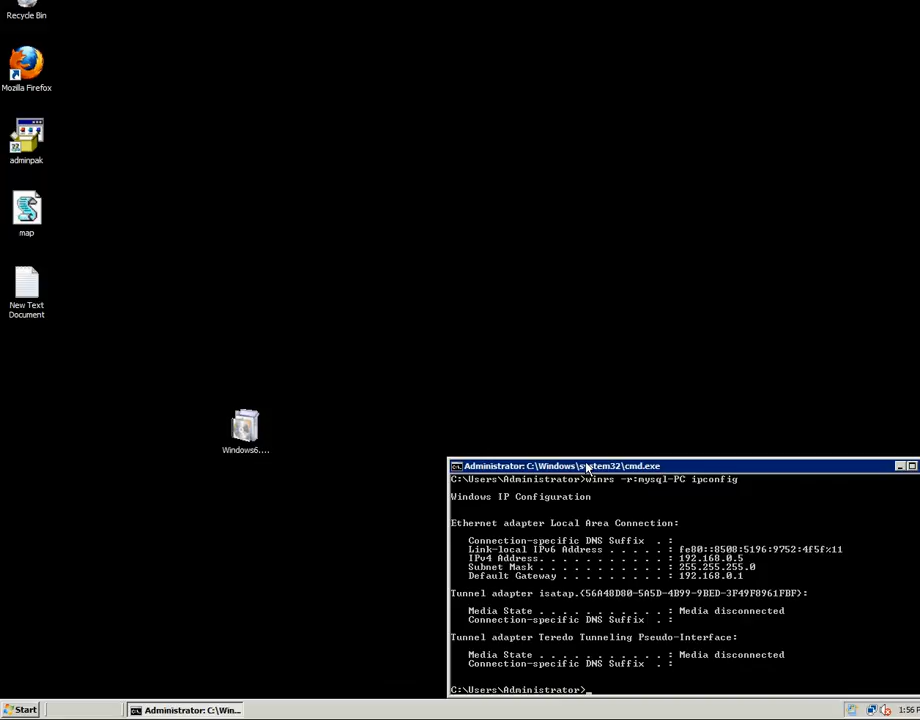 Recycle Bin
Mozilla Firefox
adminpak
map
New Text
Document
Windows6....
Administrator: C:\Windows\system32\cmd.exe
C:\Users\Administrator>winrs -r:mysql-PC ipconfig
Windows IP Configuration
Ethernet adapter Local Area Connection:
Connection-specific DNS Suffix . :
Link-local IPv6 Address . . . . . : fe80::8508:5196:9752:4f5f%11
IPv4 Address. . . . . . . . . . . : 192.168.0.5
Subnet Mask . . . . . . . . . . . : 255.255.255.0
Default Gateway . . . . . . . . . : 192.168.0.1
Tunnel adapter isatap.{56A48D80-5A5D-4B99-9BED-3F49F8961FBF}:
Media State . . . . . . . . . . . : Media disconnected
Connection-specific DNS Suffix . :
Tunnel adapter Teredo Tunneling Pseudo-Interface:
Media State . . . . . . . . . . . : Media disconnected
Connection-specific DNS Suffix . :
C:\Users\Administrator>_
Start
Administrator: C:\Win...
1:56 P